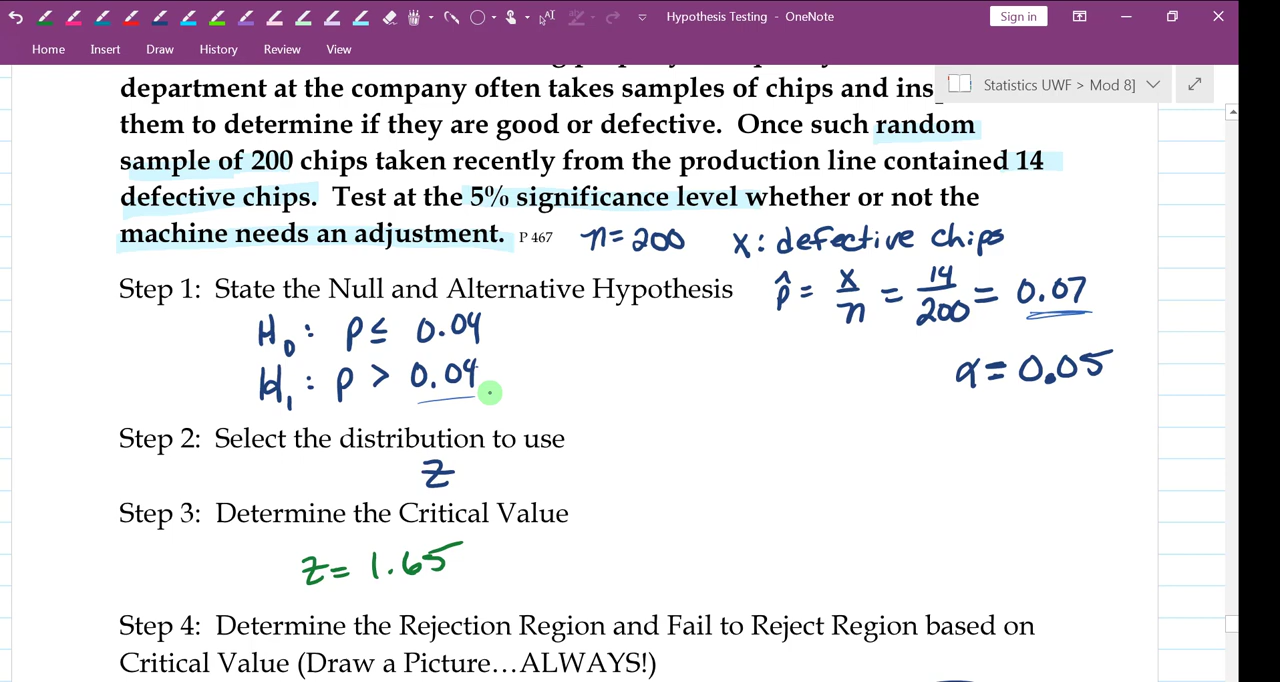 Hypothesis Testing - OneNote
Sign in
Home Insert Draw History Review View
Statistics UWF > Mod 8]
department at the company often takes samples of chips and ins
them to determine if they are good or defective. Once such random
sample of 200 chips taken recently from the production line contained 14
defective chips. Test at the 5% significance level whether or not the
machine needs an adjustment. P 467 n = 200 x: defective chips
Step 1: State the Null and Alternative Hypothesis p̂ = x/n = 14/200 = 0.07
H₀ : p ≤ 0.04
H₁ : p > 0.04 α = 0.05
Step 2: Select the distribution to use
Z
Step 3: Determine the Critical Value
z = 1.65
Step 4: Determine the Rejection Region and Fail to Reject Region based on
Critical Value (Draw a Picture…ALWAYS!)